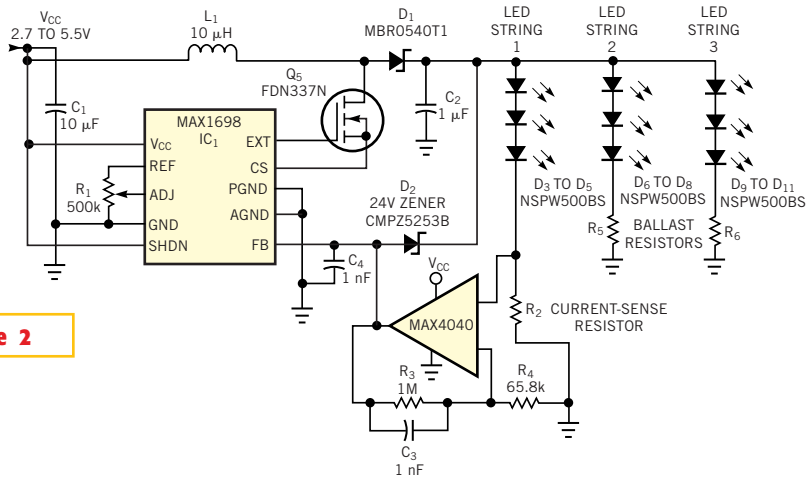 V_CC
2.7 TO 5.5V
L₁
10 μH
D₁
MBR0540T1
LED
STRING
1
LED
STRING
2
LED
STRING
3
Q₅
FDN337N
C₁
10 μF
C₂
1 μF
MAX1698
IC₁
V_CC
REF
ADJ
GND
SHDN
EXT
CS
PGND
AGND
FB
R₁
500k
D₂
24V ZENER
CMPZ5253B
D₃ TO D₅
NSPW500BS
D₆ TO D₈
NSPW500BS
D₉ TO D₁₁
NSPW500BS
R₅
BALLAST
RESISTORS
R₆
C₄
1 nF
V_CC
MAX4040
R₂
CURRENT-SENSE
RESISTOR
R₃
1M
R₄
65.8k
C₃
1 nF
e 2